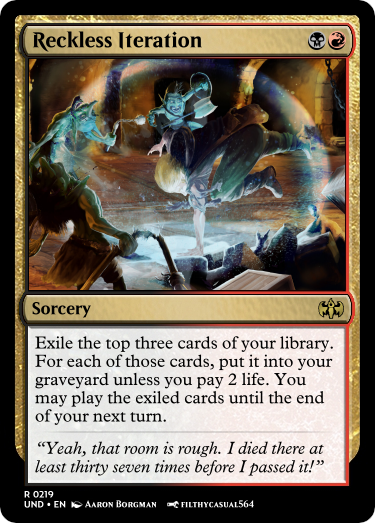 Reckless Iteration
Sorcery
Exile the top three cards of your library.
For each of those cards, put it into your
graveyard unless you pay 2 life. You
may play the exiled cards until the end
of your next turn.
“Yeah, that room is rough. I died there at
least thirty seven times before I passed it!”
R 0219
UND • EN Aaron Borgman filthycasual564